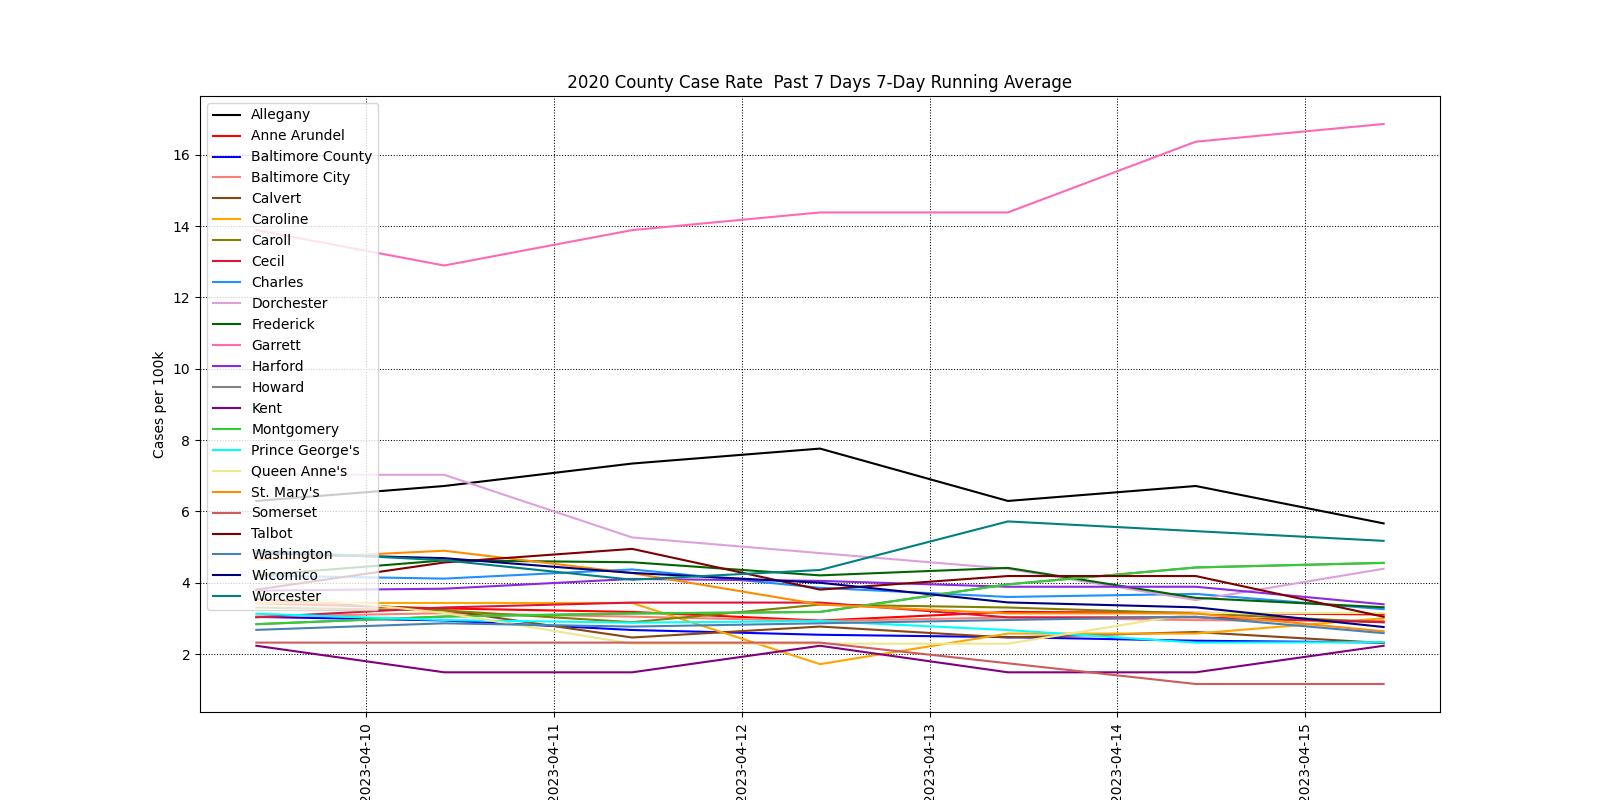 2020 County Case Rate  Past 7 Days 7-Day Running Average
Allegany
Anne Arundel
Baltimore County
Baltimore City
Calvert
Caroline
Caroll
Cecil
Charles
Dorchester
Frederick
Garrett
Harford
Howard
Kent
Montgomery
Prince George's
Queen Anne's
St. Mary's
Somerset
Talbot
Washington
Wicomico
Worcester
Cases per 100k
16
14
12
10
8
6
4
2
2023-04-10
2023-04-11
2023-04-12
2023-04-13
2023-04-14
2023-04-15